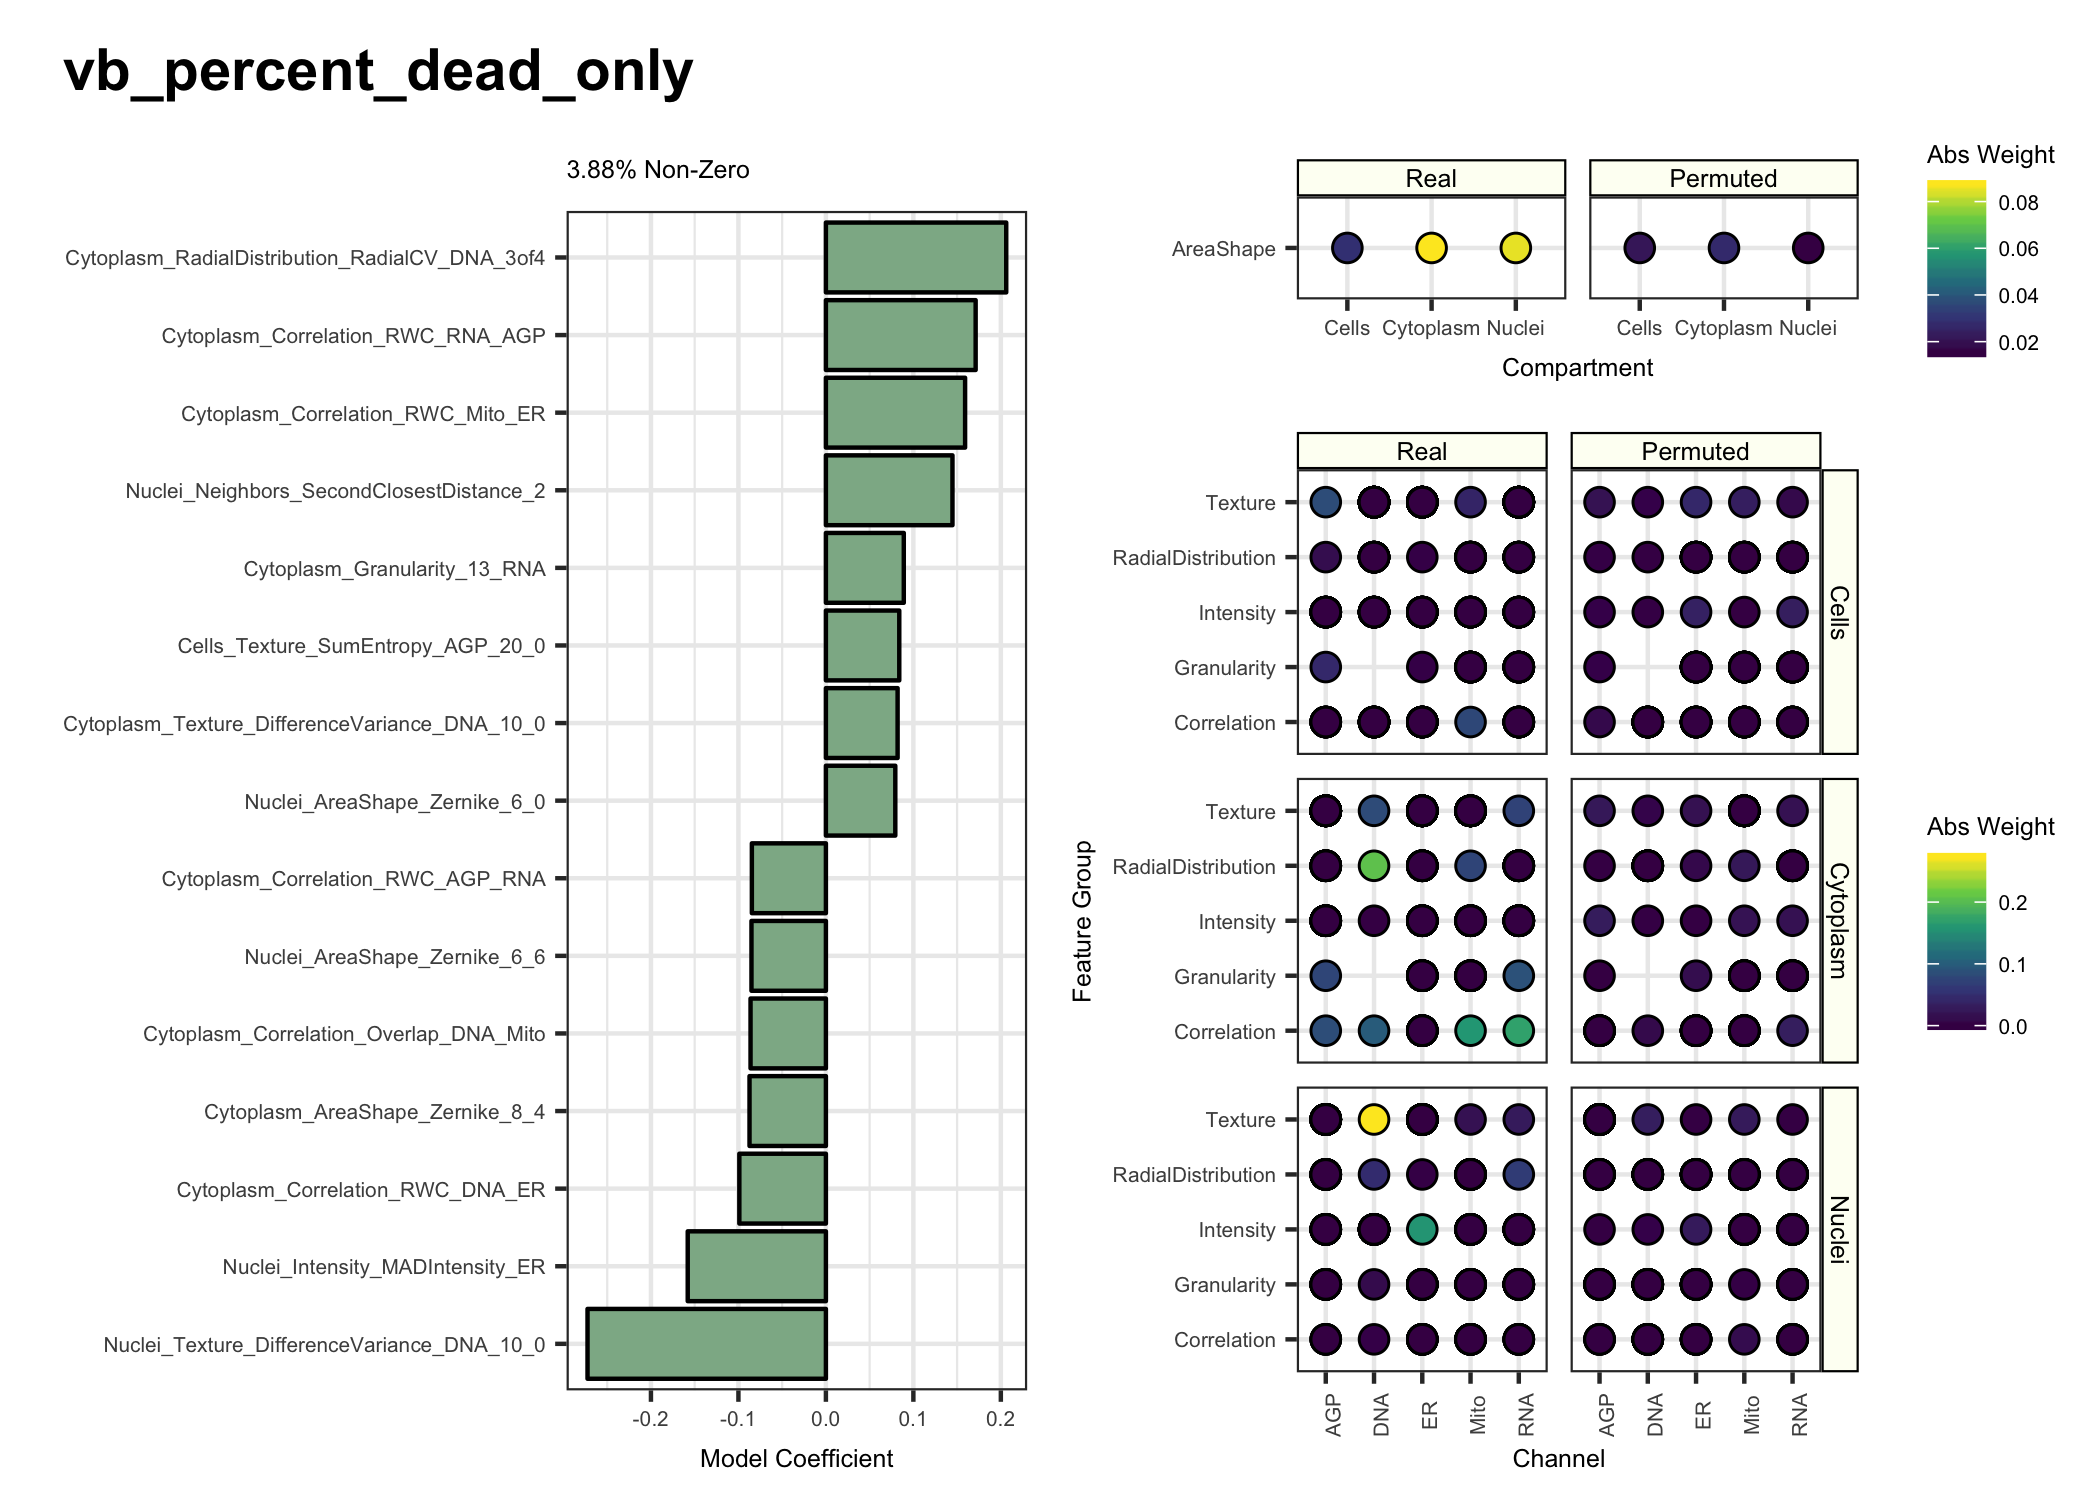 vb_percent_dead_only
3.88% Non-Zero
Cytoplasm_RadialDistribution_RadialCV_DNA_3of4
Cytoplasm_Correlation_RWC_RNA_AGP
Cytoplasm_Correlation_RWC_Mito_ER
Nuclei_Neighbors_SecondClosestDistance_2
Cytoplasm_Granularity_13_RNA
Cells_Texture_SumEntropy_AGP_20_0
Cytoplasm_Texture_DifferenceVariance_DNA_10_0
Nuclei_AreaShape_Zernike_6_0
Cytoplasm_Correlation_RWC_AGP_RNA
Nuclei_AreaShape_Zernike_6_6
Cytoplasm_Correlation_Overlap_DNA_Mito
Cytoplasm_AreaShape_Zernike_8_4
Cytoplasm_Correlation_RWC_DNA_ER
Nuclei_Intensity_MADIntensity_ER
Nuclei_Texture_DifferenceVariance_DNA_10_0
-0.2 -0.1 0.0 0.1 0.2
Model Coefficient
Real Permuted
AreaShape
Cells Cytoplasm Nuclei Cells Cytoplasm Nuclei
Compartment
Abs Weight
0.08
0.06
0.04
0.02
Real Permuted
Feature Group
Texture
RadialDistribution
Intensity
Granularity
Correlation
Cells
Texture
RadialDistribution
Intensity
Granularity
Correlation
Cytoplasm
Texture
RadialDistribution
Intensity
Granularity
Correlation
Nuclei
AGP DNA ER Mito RNA AGP DNA ER Mito RNA
Channel
Abs Weight
0.2
0.1
0.0